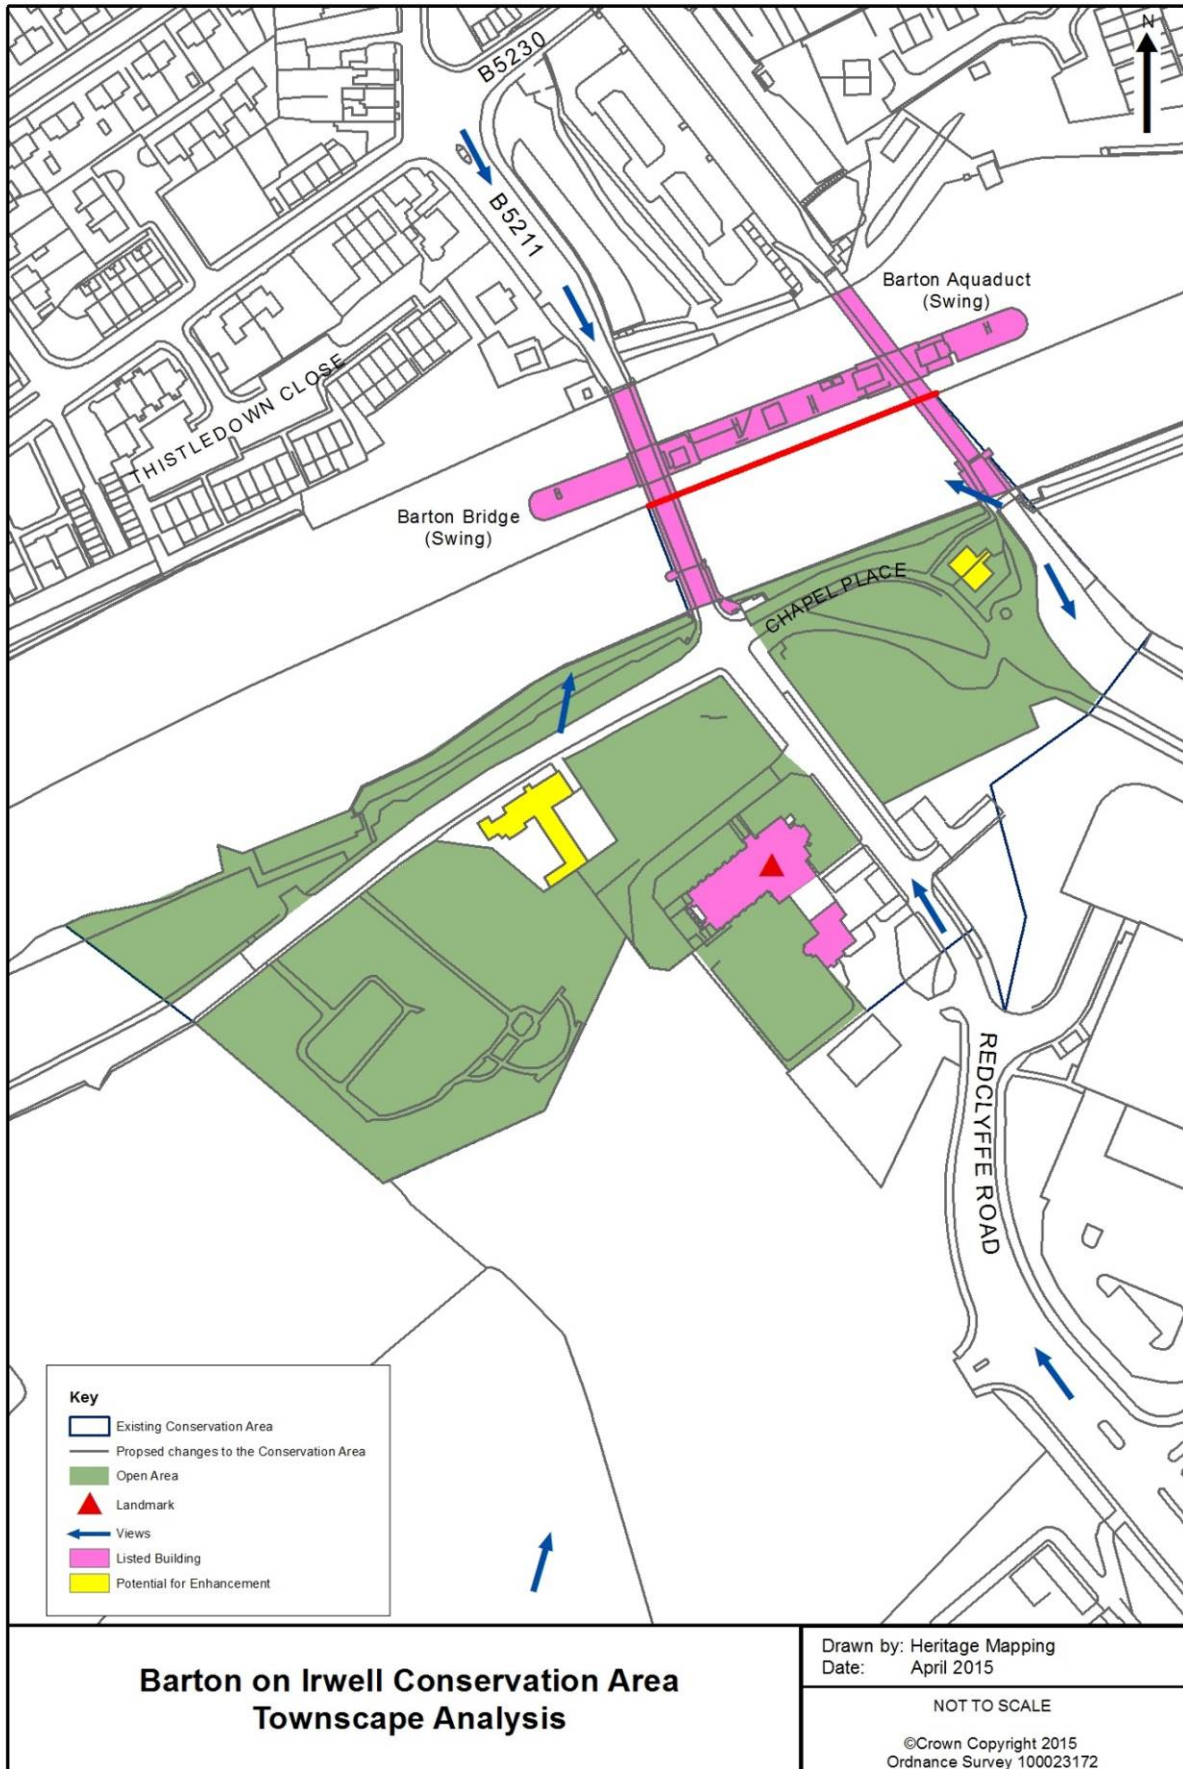 N
B5230
B5211
Barton Aquaduct
(Swing)
THISTLEDOWN CLOSE
Barton Bridge
(Swing)
CHAPEL PLACE
REDCLYFFE ROAD
Key
Existing Conservation Area
Propsed changes to the Conservation Area
Open Area
Landmark
Views
Listed Building
Potential for Enhancement
Barton on Irwell Conservation Area
Townscape Analysis
Drawn by: Heritage Mapping
Date: April 2015
NOT TO SCALE
©Crown Copyright 2015
Ordnance Survey 100023172